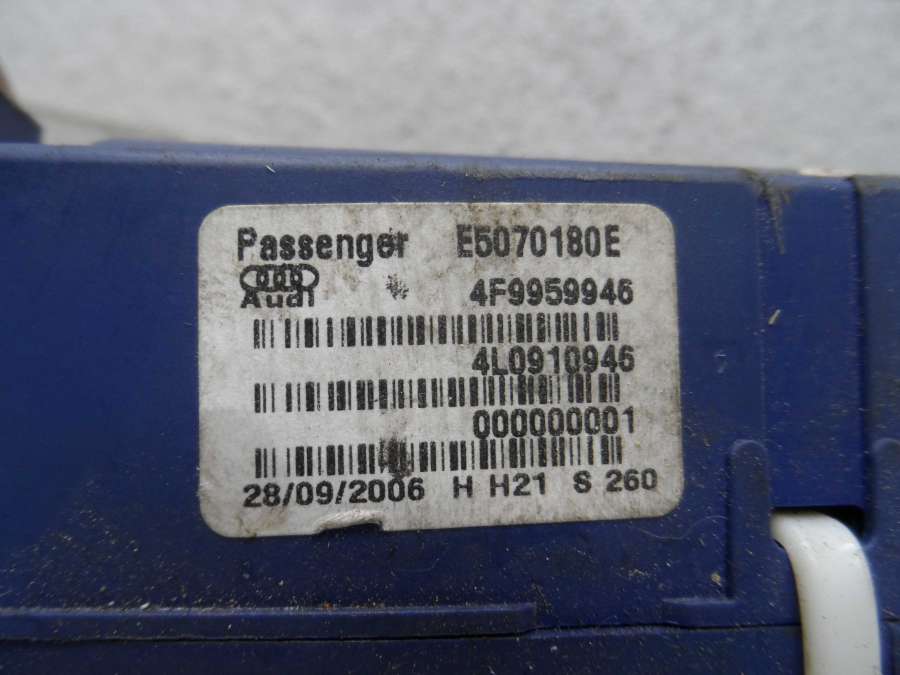 Passenger E5070180E
Audi 4F9959946
4L0910946
000000001
28/09/2006 H H21 S 260